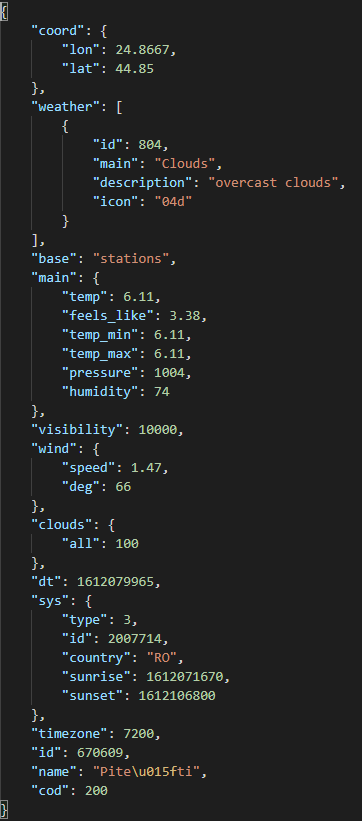 {
    "coord": {
        "lon": 24.8667,
        "lat": 44.85
    },
    "weather": [
        {
            "id": 804,
            "main": "Clouds",
            "description": "overcast clouds",
            "icon": "04d"
        }
    ],
    "base": "stations",
    "main": {
        "temp": 6.11,
        "feels_like": 3.38,
        "temp_min": 6.11,
        "temp_max": 6.11,
        "pressure": 1004,
        "humidity": 74
    },
    "visibility": 10000,
    "wind": {
        "speed": 1.47,
        "deg": 66
    },
    "clouds": {
        "all": 100
    },
    "dt": 1612079965,
    "sys": {
        "type": 3,
        "id": 2007714,
        "country": "RO",
        "sunrise": 1612071670,
        "sunset": 1612106800
    },
    "timezone": 7200,
    "id": 670609,
    "name": "Pite\u015fti",
    "cod": 200
}